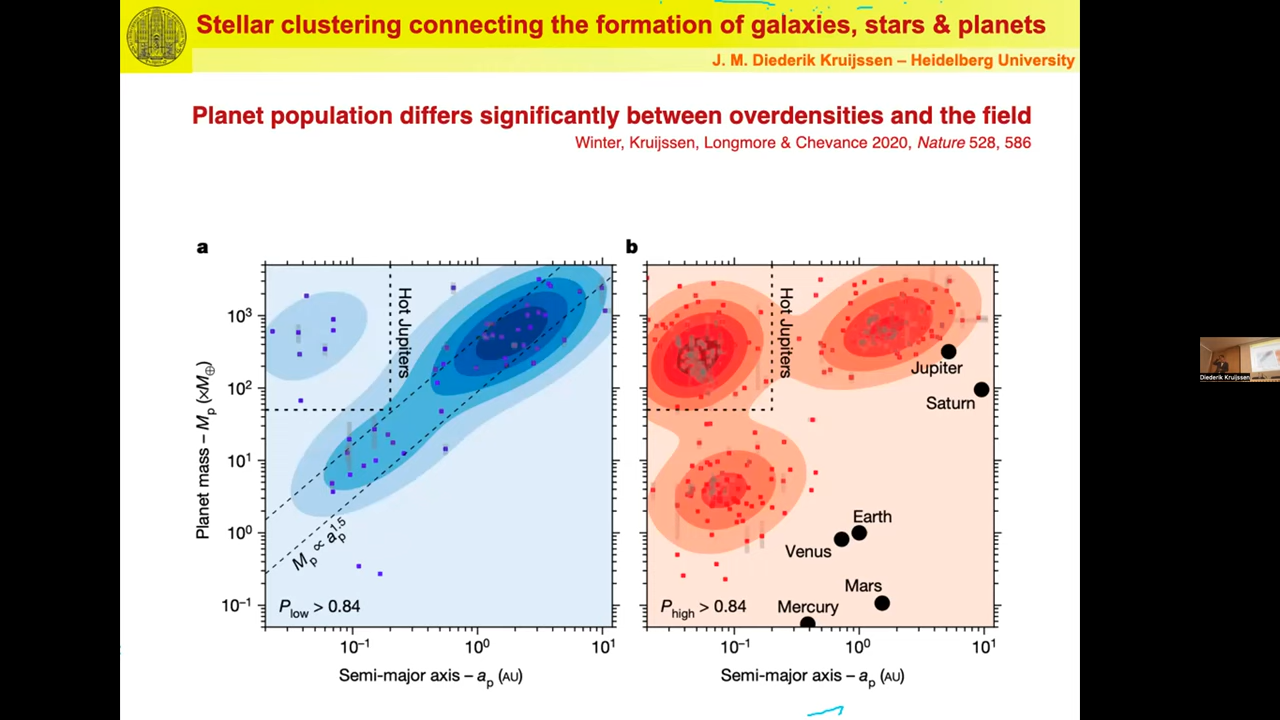 Stellar clustering connecting the formation of galaxies, stars & planets
J. M. Diederik Kruijssen – Heidelberg University
Planet population differs significantly between overdensities and the field
Winter, Kruijssen, Longmore & Chevance 2020, Nature 528, 586
a
Planet mass – Mp (×M⊕)
10³
10²
10¹
10⁰
10⁻¹
Hot Jupiters
Mp ∝ ap^1.5
Plow > 0.84
10⁻¹
10⁰
10¹
Semi-major axis – ap (AU)
b
Hot Jupiters
Jupiter
Saturn
Earth
Venus
Mars
Mercury
Phigh > 0.84
10⁻¹
10⁰
10¹
Semi-major axis – ap (AU)
Diederik Kruijssen